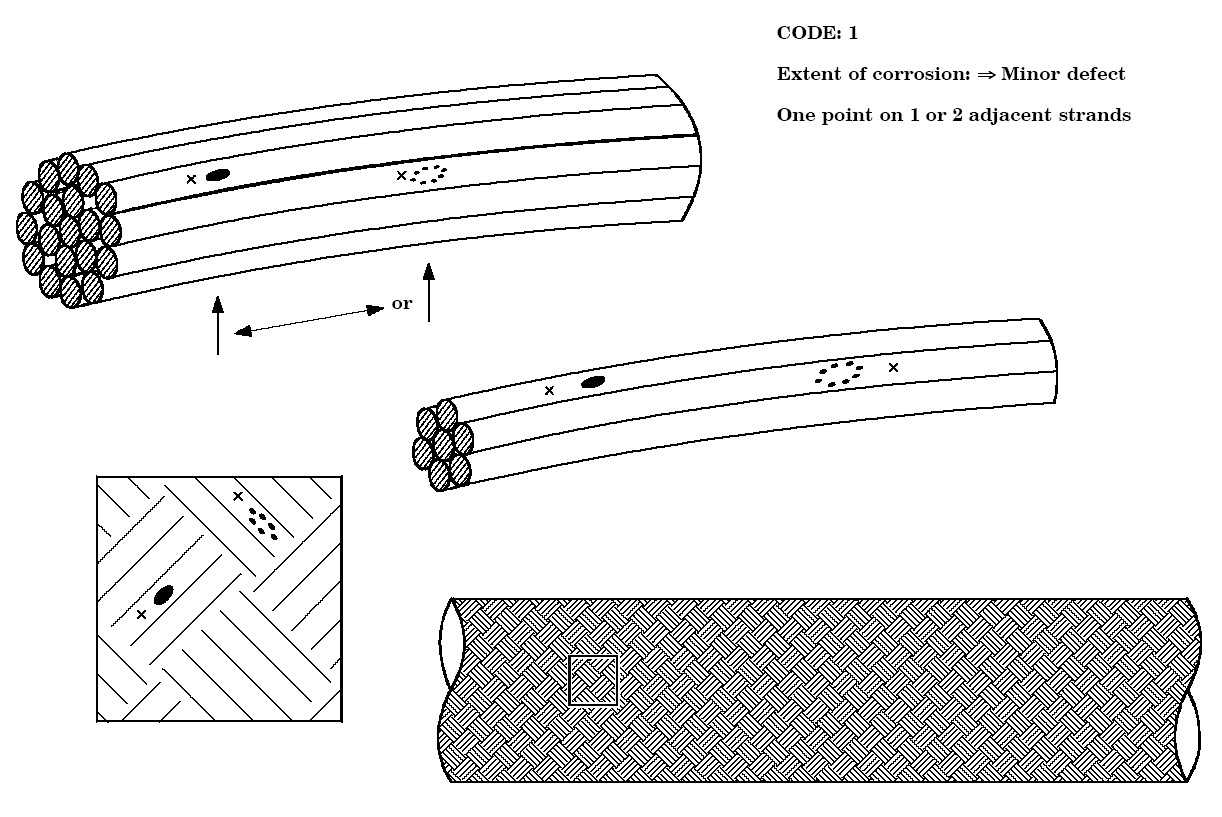 CODE: 1
Extent of corrosion: ⇒ Minor defect
One point on 1 or 2 adjacent strands
x
x
or
x
x
x
x